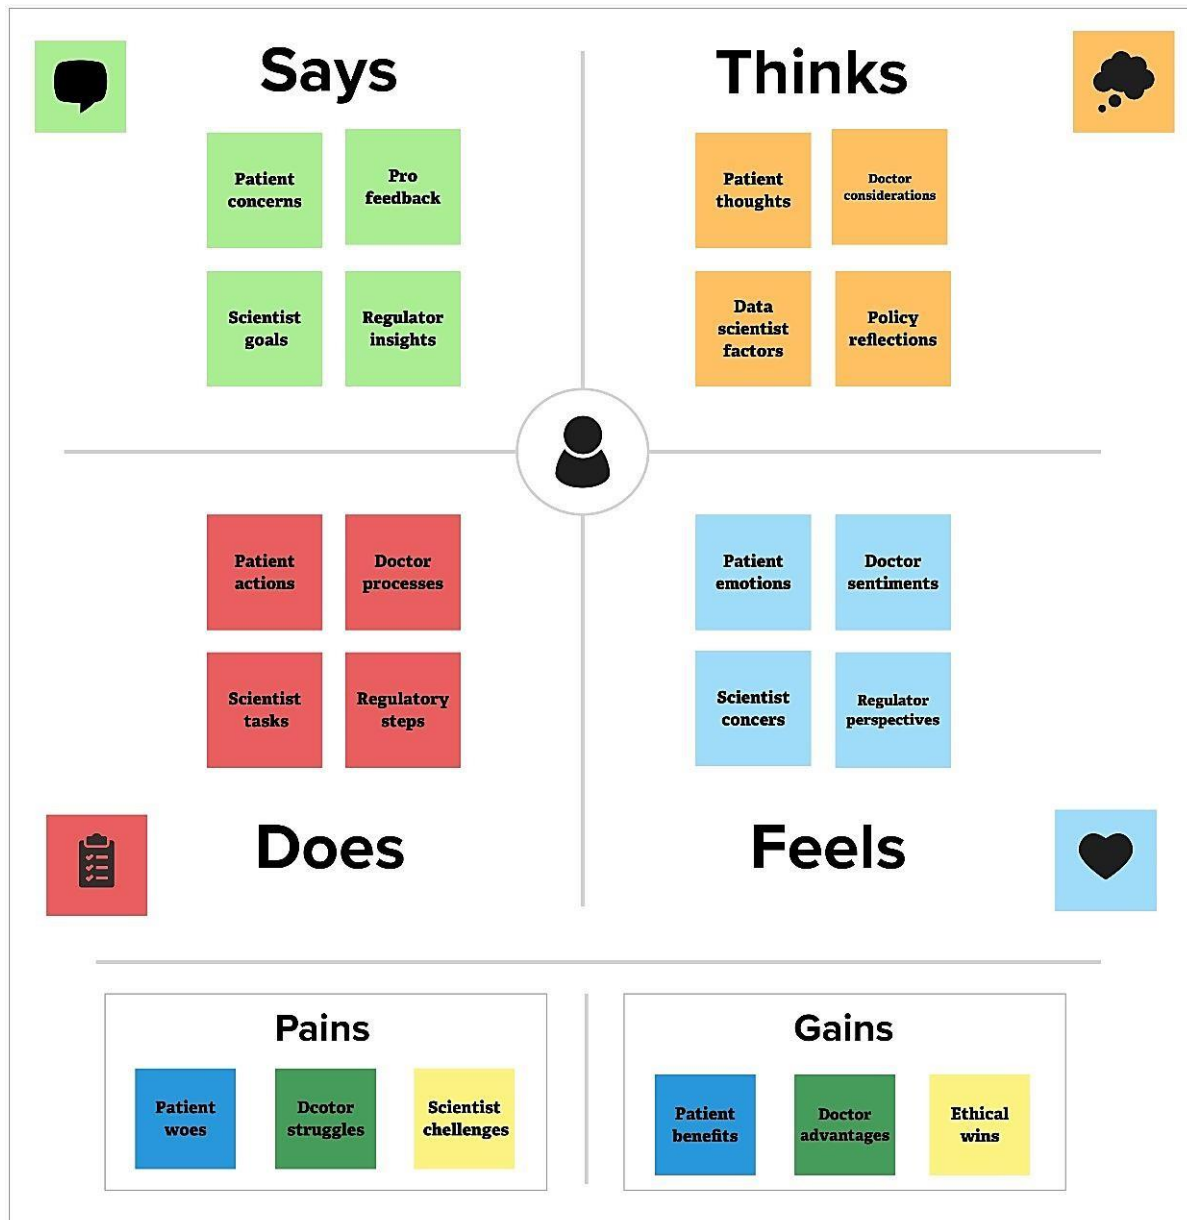 Says
Patient
concerns
Pro
feedback
Scientist
goals
Regulator
insights
Thinks
Patient
thoughts
Doctor
considerations
Data
scientist
factors
Policy
reflections
Patient
actions
Doctor
processes
Scientist
tasks
Regulatory
steps
Does
Patient
emotions
Doctor
sentiments
Scientist
concers
Regulator
perspectives
Feels
Pains
Patient
woes
Dcotor
struggles
Scientist
chellenges
Gains
Patient
benefits
Doctor
advantages
Ethical
wins